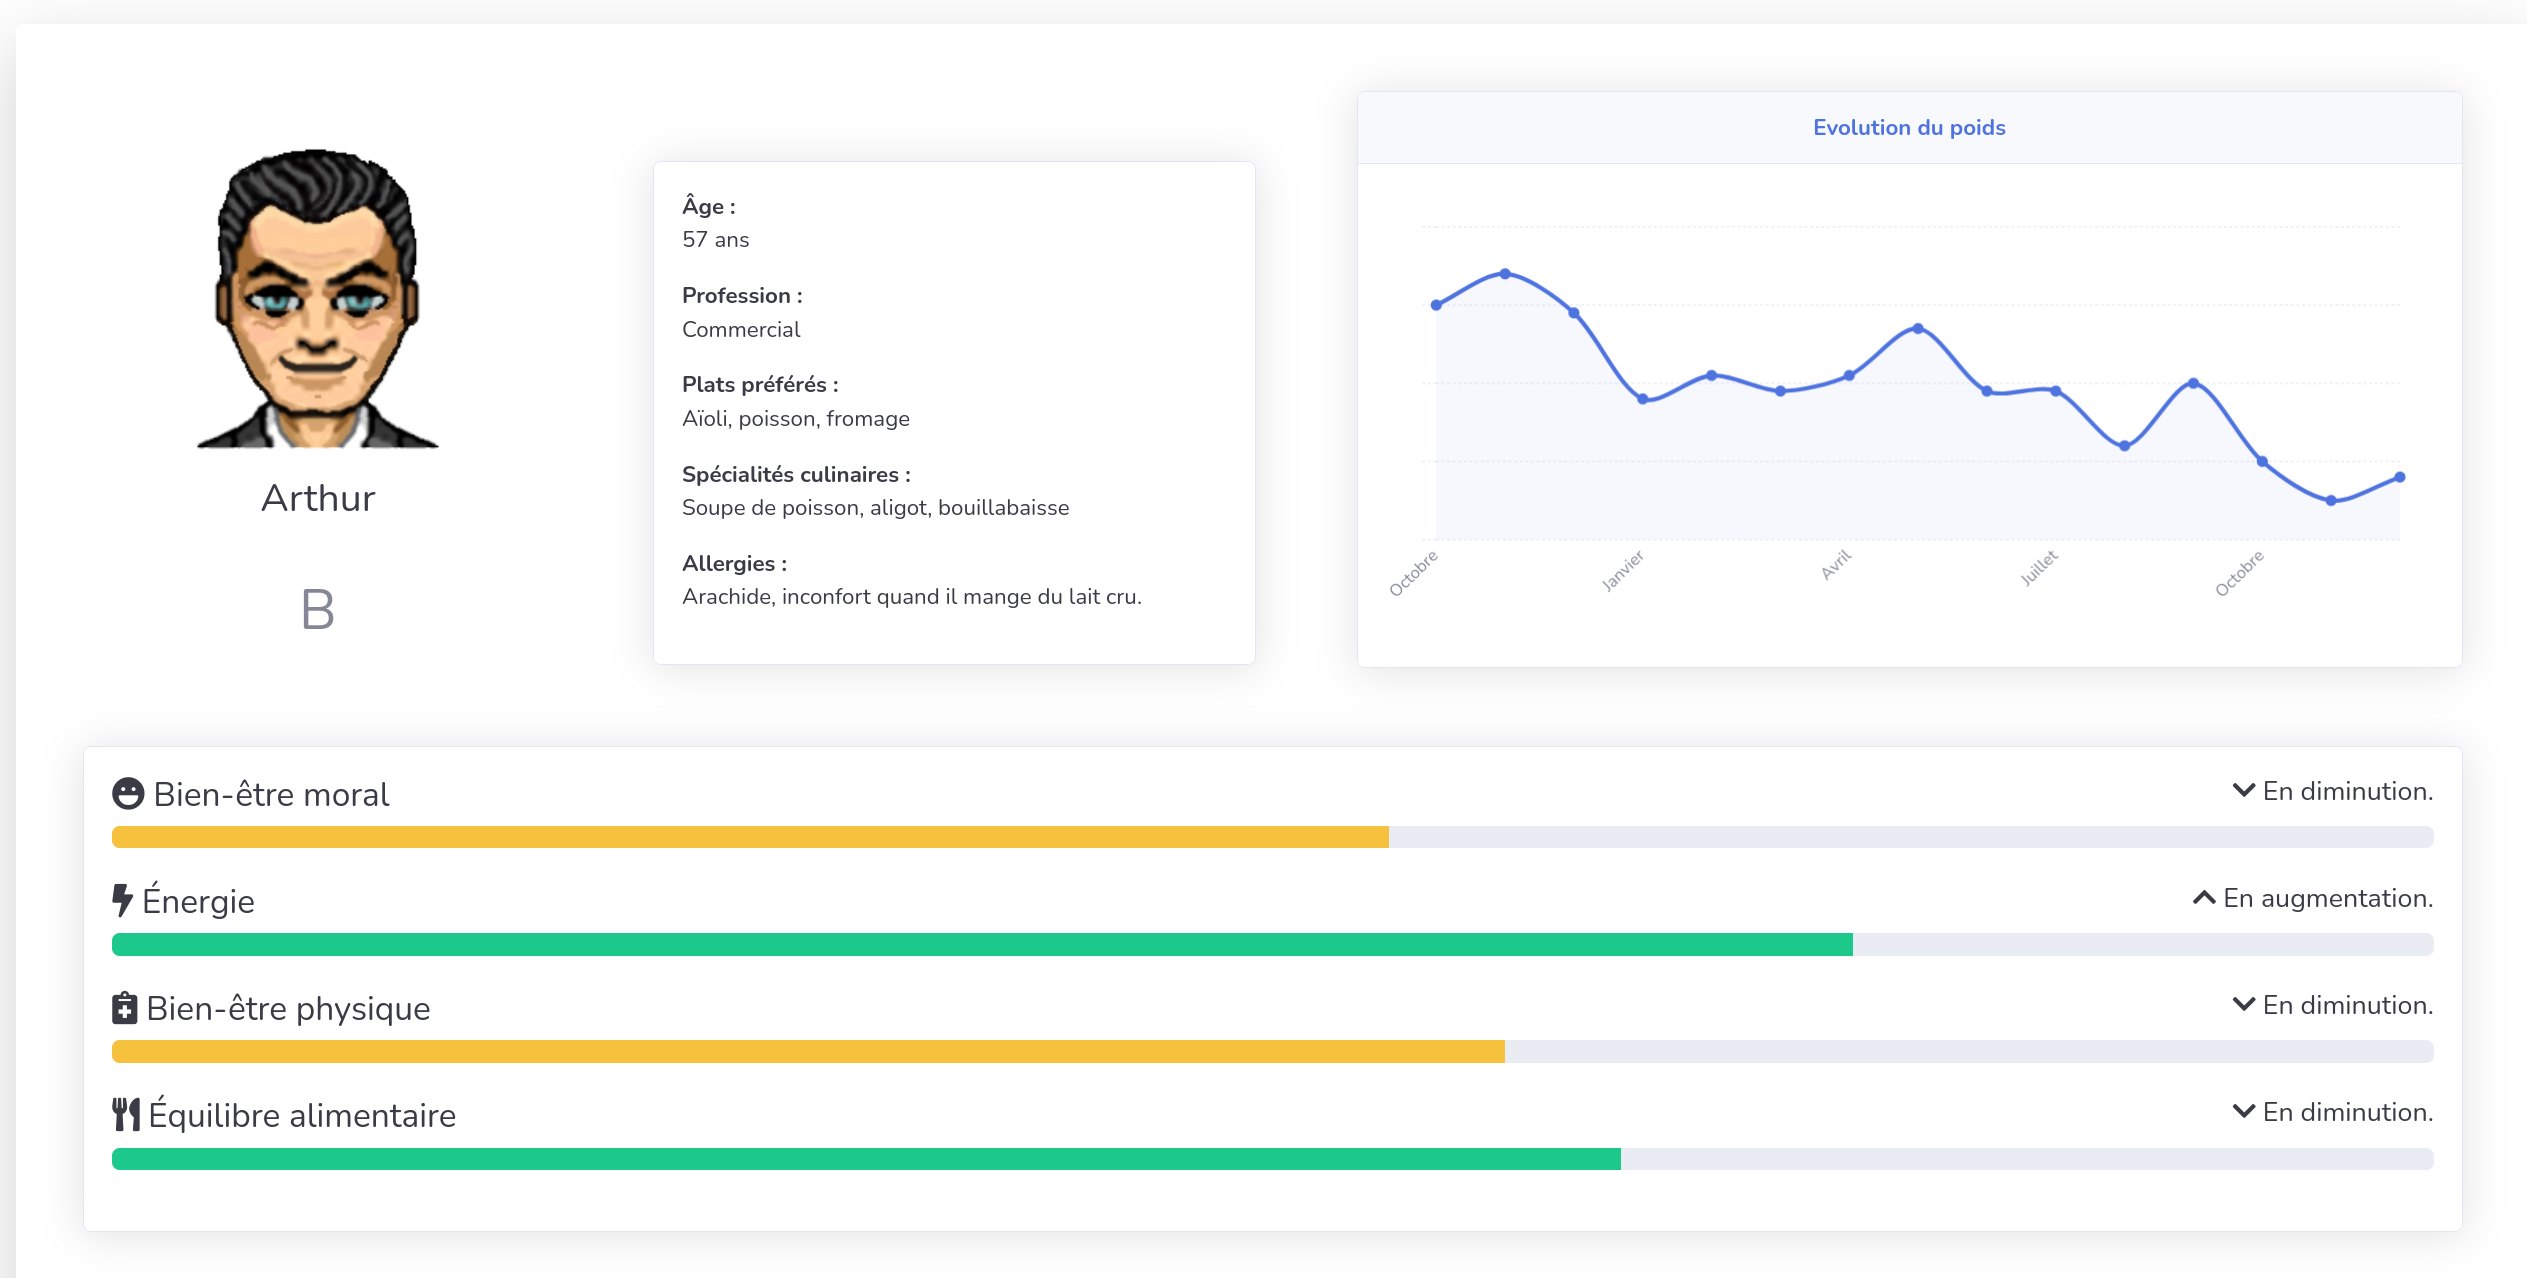 Arthur
B
Âge :
57 ans
Profession :
Commercial
Plats préférés :
Aïoli, poisson, fromage
Spécialités culinaires :
Soupe de poisson, aligot, bouillabaisse
Allergies :
Arachide, inconfort quand il mange du lait cru.
Evolution du poids
Octobre
Janvier
Avril
Juillet
Octobre
Bien-être moral
En diminution.
Énergie
En augmentation.
Bien-être physique
En diminution.
Équilibre alimentaire
En diminution.